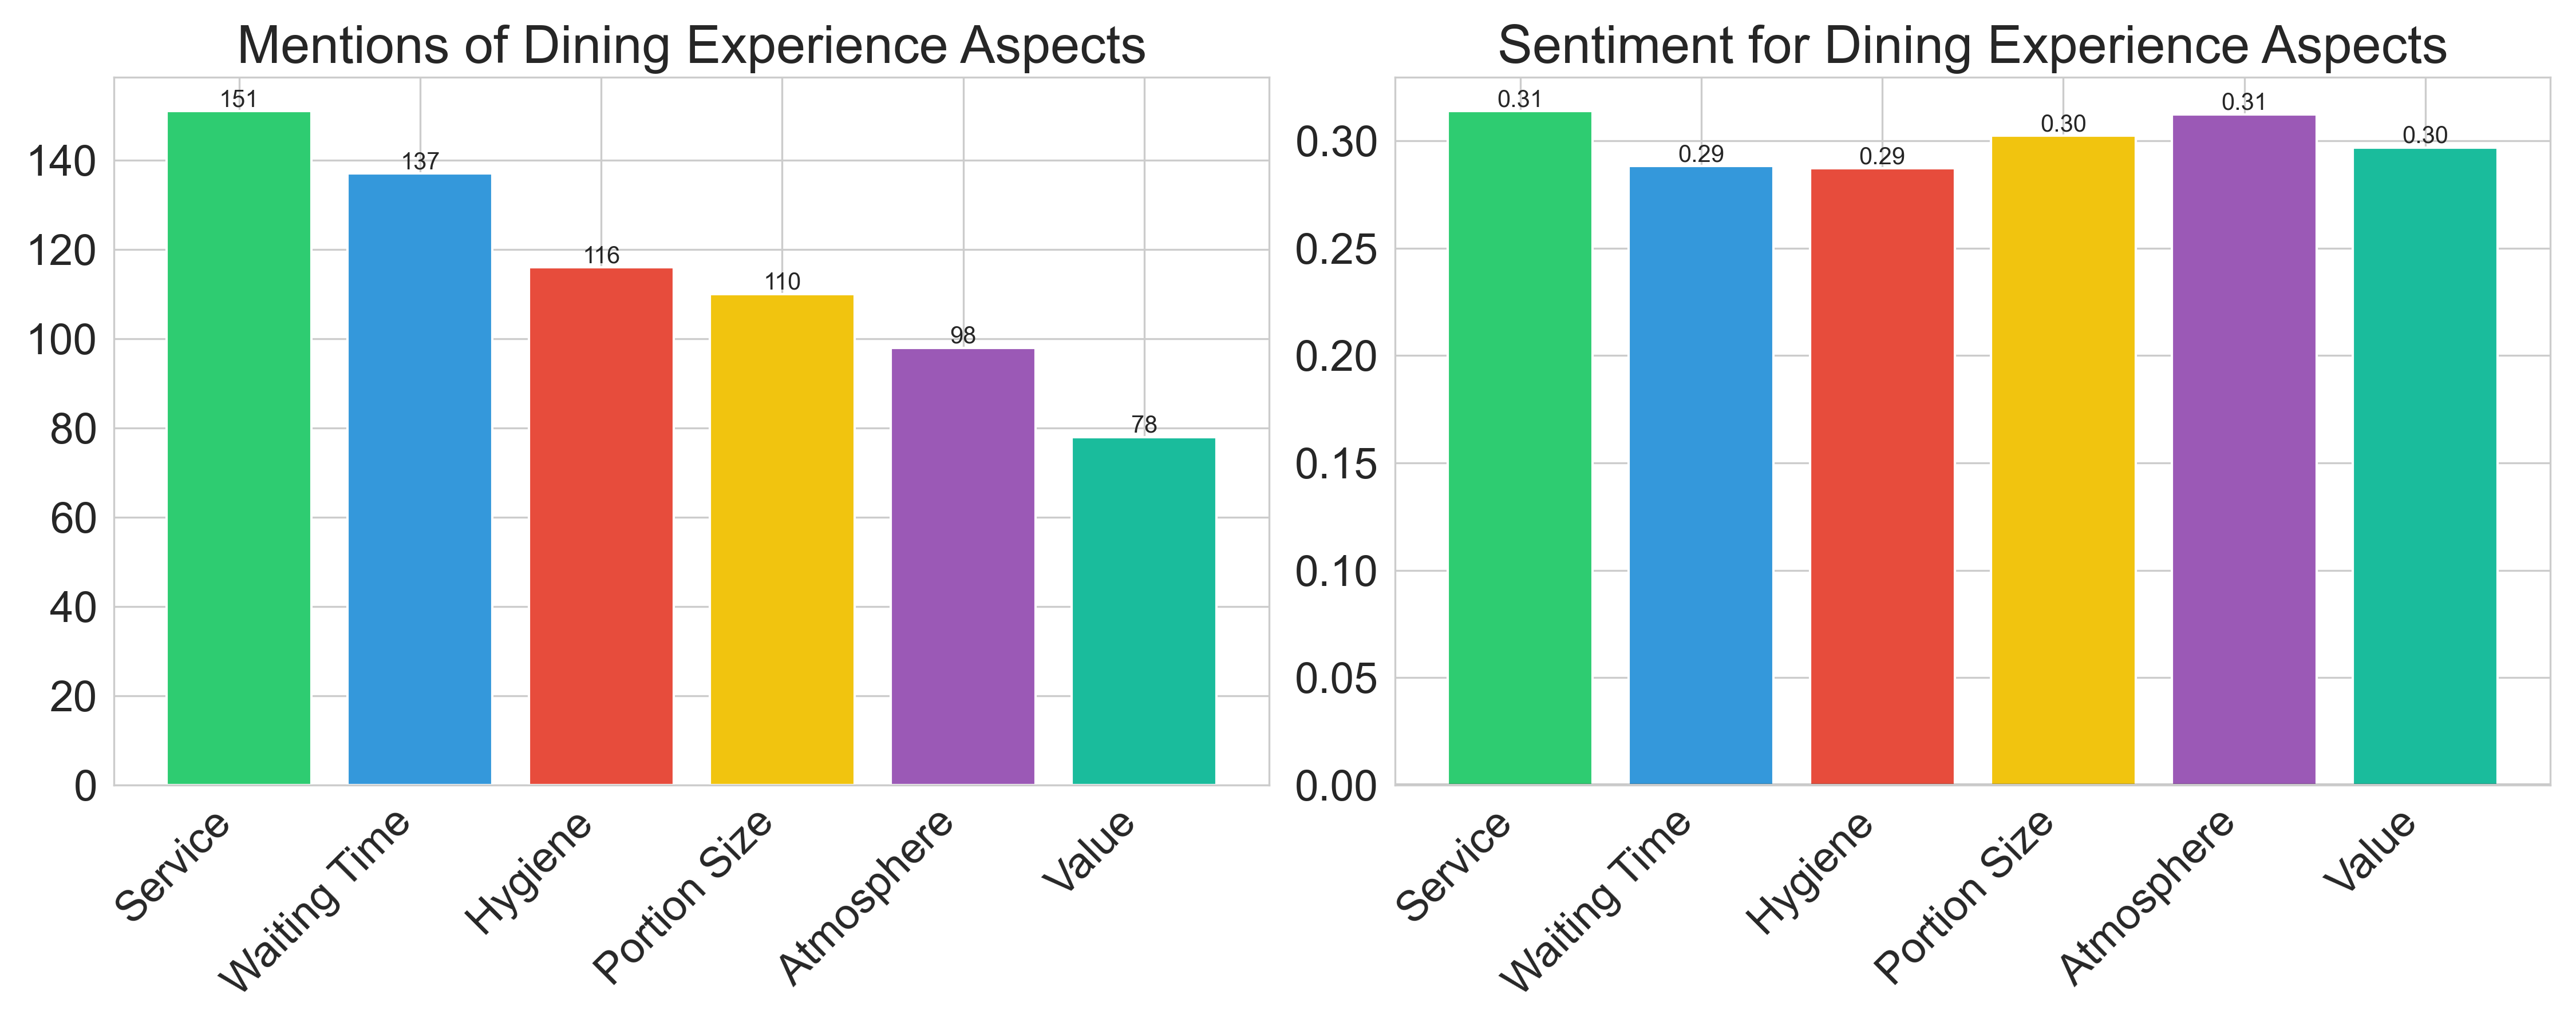 Mentions of Dining Experience Aspects
151
137
116
110
98
78
140
120
100
80
60
40
20
0
Service
Waiting Time
Hygiene
Portion Size
Atmosphere
Value
Sentiment for Dining Experience Aspects
0.31
0.29
0.29
0.30
0.31
0.30
0.30
0.25
0.20
0.15
0.10
0.05
0.00
Service
Waiting Time
Hygiene
Portion Size
Atmosphere
Value